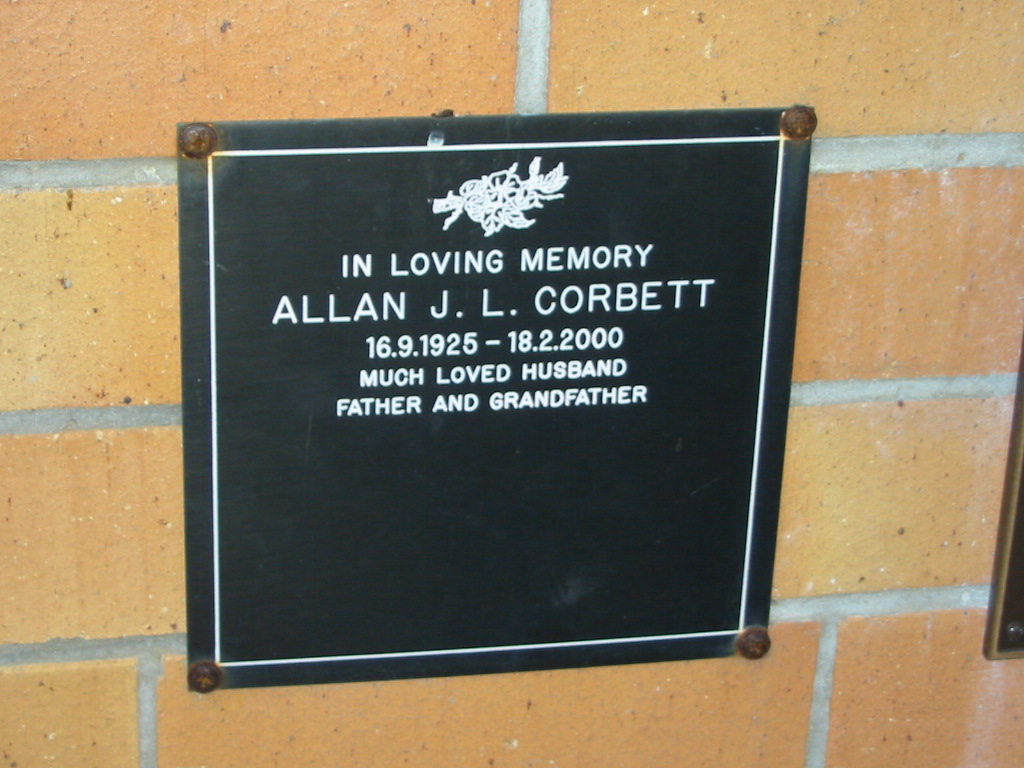 IN LOVING MEMORY
ALLAN J. L. CORBETT
16.9.1925 – 18.2.2000
MUCH LOVED HUSBAND
FATHER AND GRANDFATHER